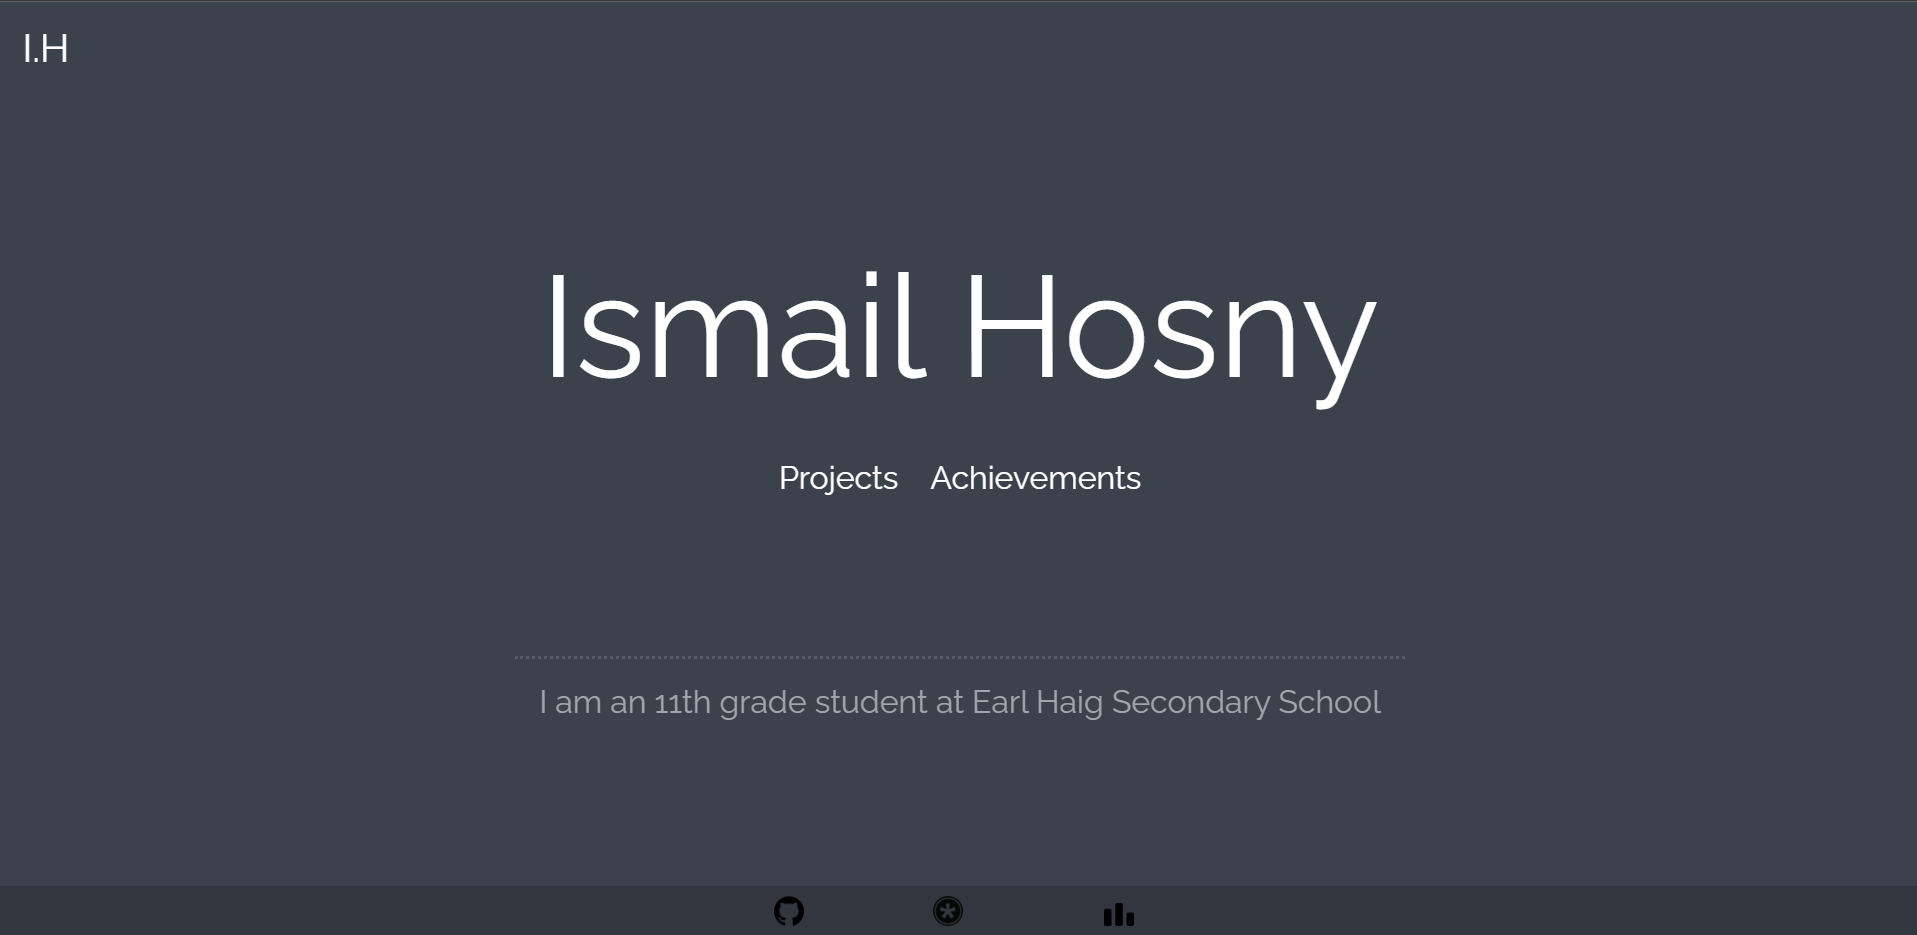 I.H
Ismail Hosny
Projects Achievements
I am an 11th grade student at Earl Haig Secondary School